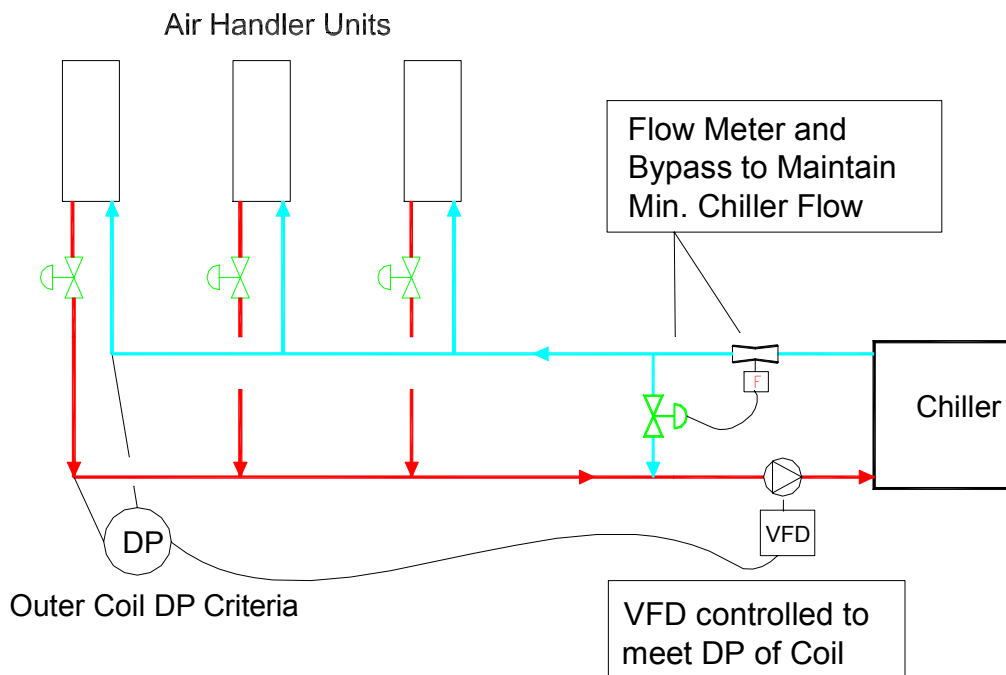 Air Handler Units
Flow Meter and
Bypass to Maintain
Min. Chiller Flow
F
Chiller
DP
VFD
Outer Coil DP Criteria
VFD controlled to
meet DP of Coil